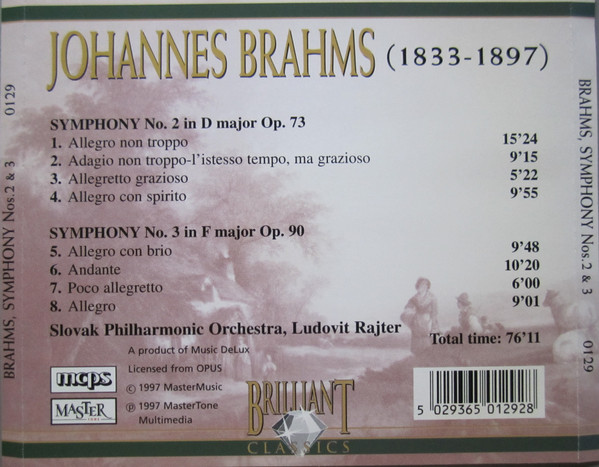 JOHANNES BRAHMS (1833-1897)
SYMPHONY No. 2 in D major Op. 73
1. Allegro non troppo 15'24
2. Adagio non troppo-l'istesso tempo, ma grazioso 9'15
3. Allegretto grazioso 5'22
4. Allegro con spirito 9'55
SYMPHONY No. 3 in F major Op. 90
5. Allegro con brio 9'48
6. Andante 10'20
7. Poco allegretto 6'00
8. Allegro 9'01
Slovak Philharmonic Orchestra, Ludovit Rajter
Total time: 76'11
A product of Music DeLux
Licensed from OPUS
© 1997 MasterMusic
℗ 1997 MasterTone
Multimedia
mcps
MASTER
TONE
BRILLIANT
CLASSICS
5 029365 012928
BRAHMS, SYMPHONY Nos.2 & 3 0129
BRAHMS, SYMPHONY Nos.2 & 3 0129